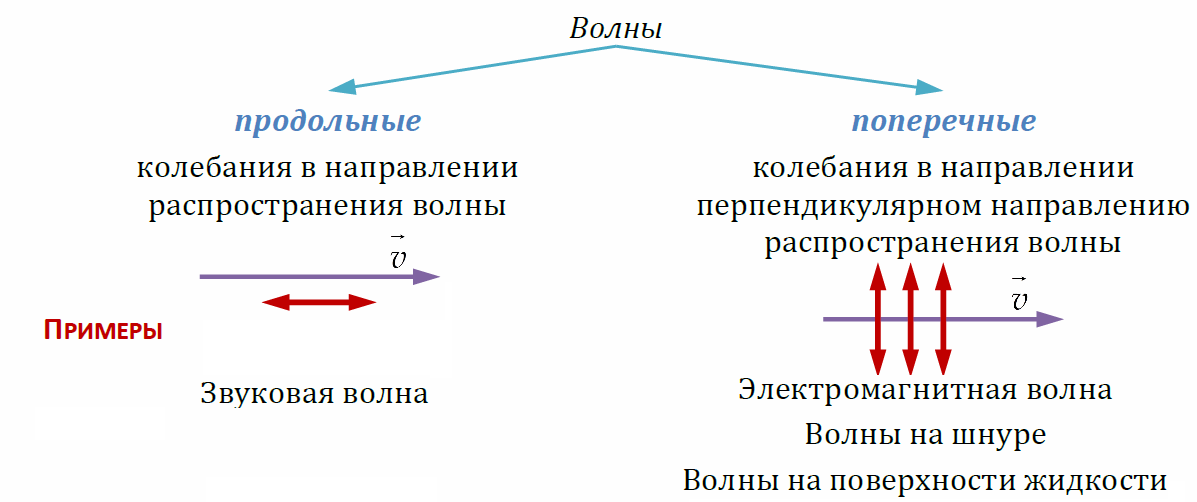 Волны
продольные
колебания в направлении
распространения волны
v
поперечные
колебания в направлении
перпендикулярном направлению
распространения волны
v
ПРИМЕРЫ
Звуковая волна
Электромагнитная волна
Волны на шнуре
Волны на поверхности жидкости